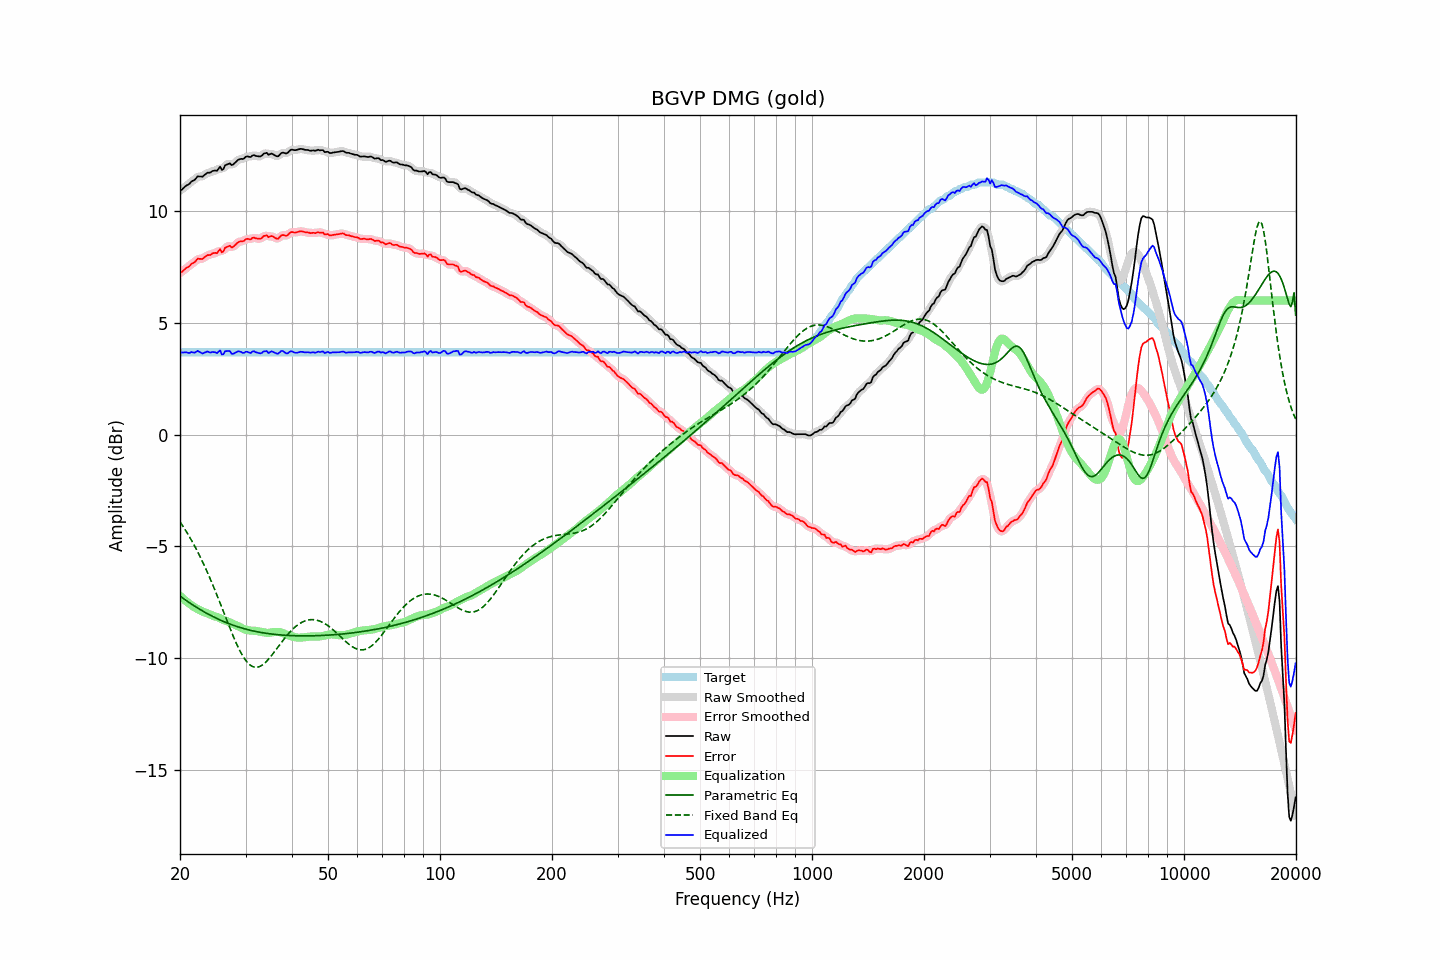 BGVP DMG (gold)
Amplitude (dBr)
10
5
0
−5
−10
−15
Target
Raw Smoothed
Error Smoothed
Raw
Error
Equalization
Parametric Eq
Fixed Band Eq
Equalized
20 50 100 200 500 1000 2000 5000 10000 20000
Frequency (Hz)